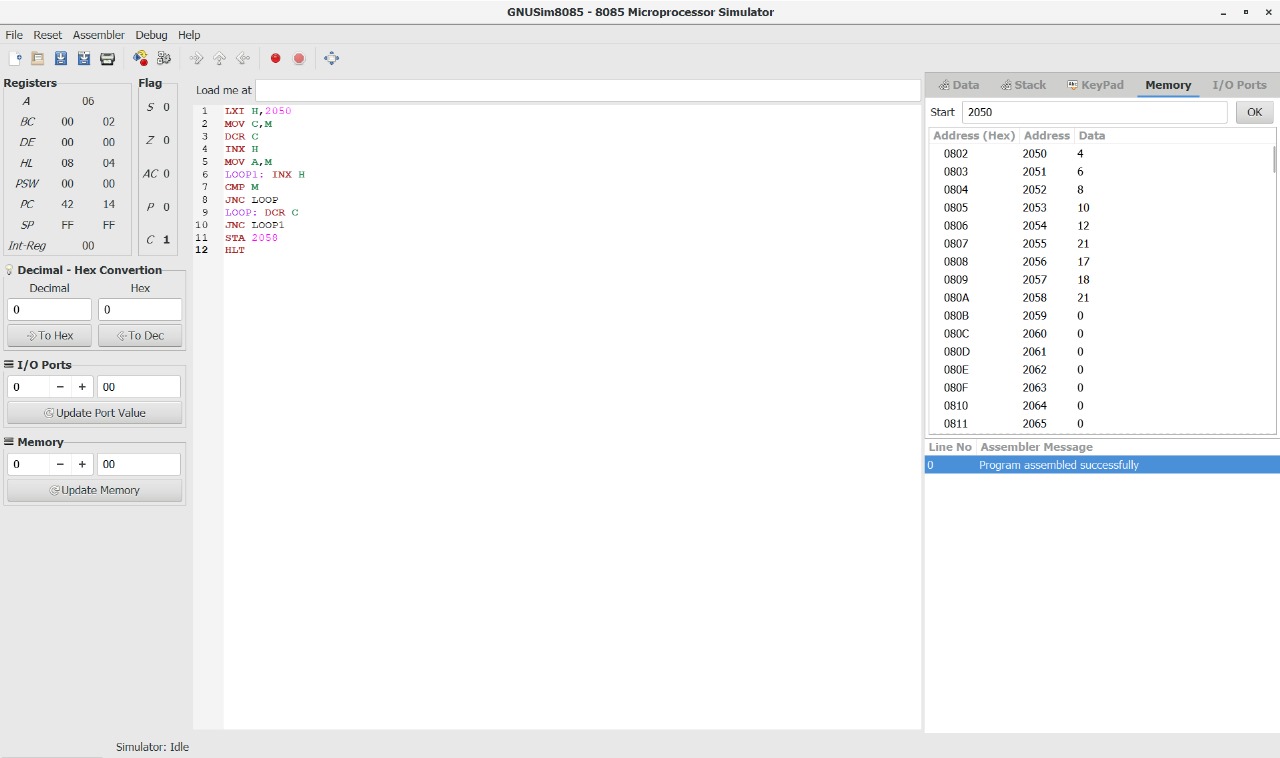 GNUSim8085 - 8085 Microprocessor Simulator
File Reset Assembler Debug Help
Registers
A 06
BC 00 02
DE 00 00
HL 08 04
PSW 00 00
PC 42 14
SP FF FF
Int-Reg 00
Flag
S 0
Z 0
AC 0
P 0
C 1
Decimal - Hex Convertion
Decimal Hex
0 0
To Hex To Dec
I/O Ports
0 − + 00
Update Port Value
Memory
0 − + 00
Update Memory
Load me at
1 LXI H,2050
2 MOV C,M
3 DCR C
4 INX H
5 MOV A,M
6 LOOP1: INX H
7 CMP M
8 JNC LOOP
9 LOOP: DCR C
10 JNC LOOP1
11 STA 2058
12 HLT
Data Stack KeyPad Memory I/O Ports
Start 2050 OK
Address (Hex) Address Data
0802 2050 4
0803 2051 6
0804 2052 8
0805 2053 10
0806 2054 12
0807 2055 21
0808 2056 17
0809 2057 18
080A 2058 21
080B 2059 0
080C 2060 0
080D 2061 0
080E 2062 0
080F 2063 0
0810 2064 0
0811 2065 0
Line No Assembler Message
0 Program assembled successfully
Simulator: Idle